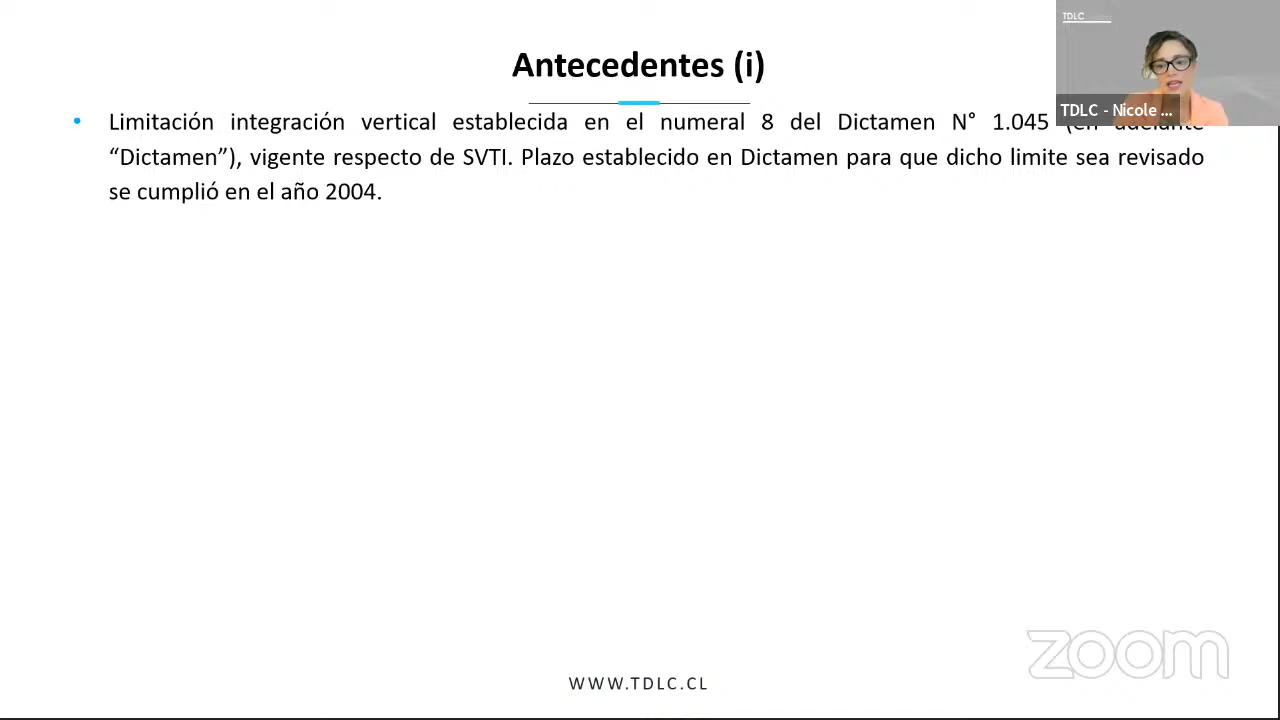 Antecedentes (i)
TDLC
TDLC - Nicole ...
• Limitación integración vertical establecida en el numeral 8 del Dictamen N° 1.045 (en adelante
“Dictamen”), vigente respecto de SVTI. Plazo establecido en Dictamen para que dicho limite sea revisado
se cumplió en el año 2004.
zoom
WWW.TDLC.CL